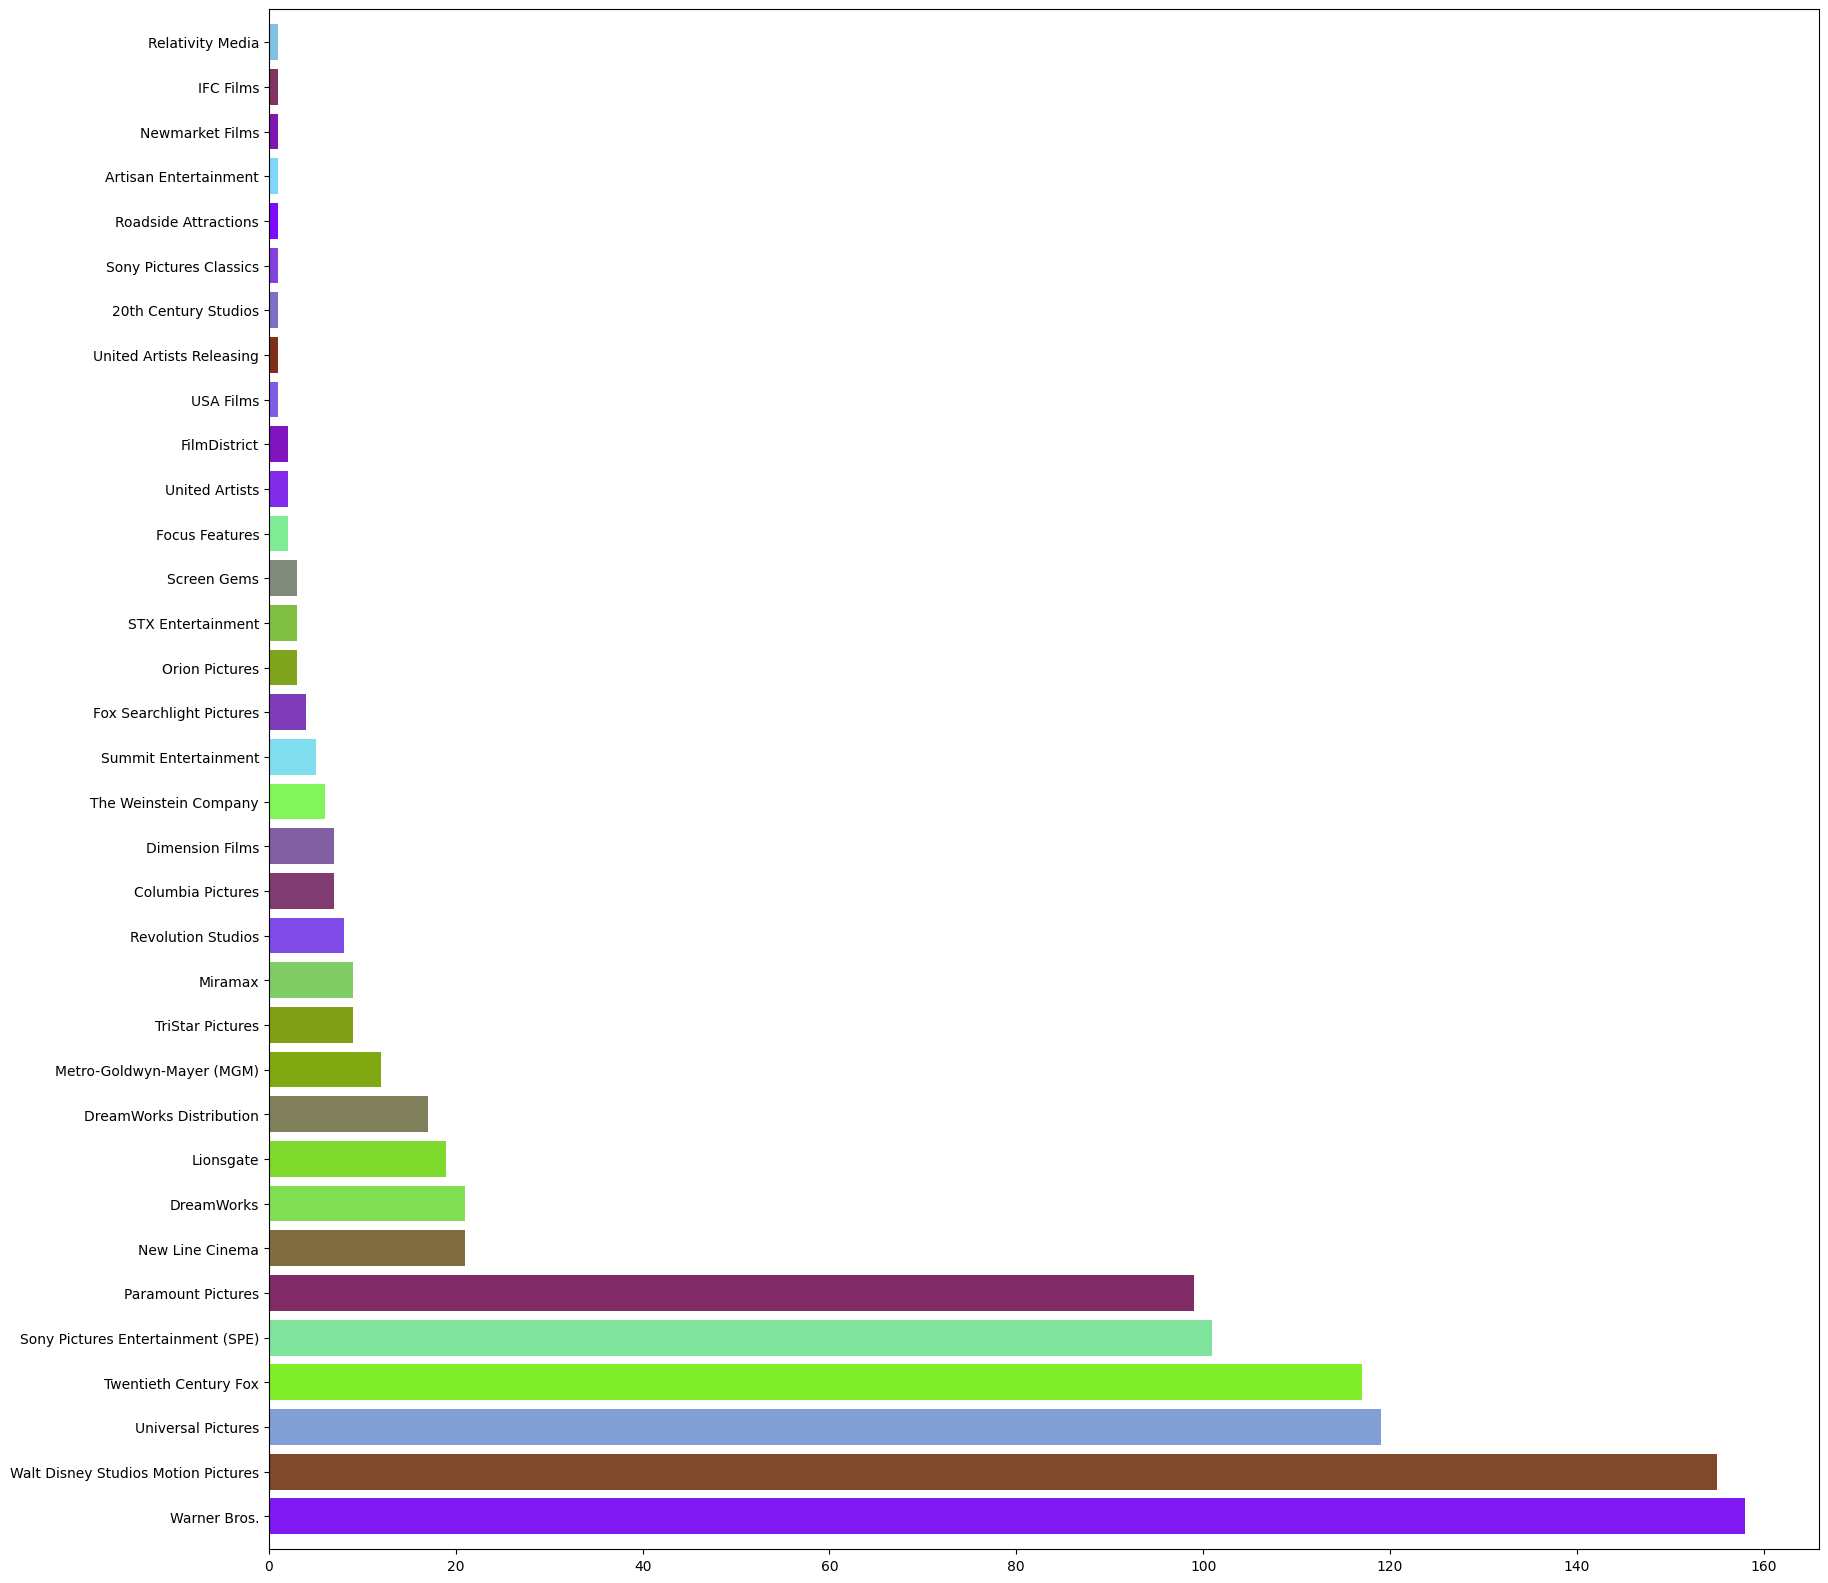 Relativity Media
IFC Films
Newmarket Films
Artisan Entertainment
Roadside Attractions
Sony Pictures Classics
20th Century Studios
United Artists Releasing
USA Films
FilmDistrict
United Artists
Focus Features
Screen Gems
STX Entertainment
Orion Pictures
Fox Searchlight Pictures
Summit Entertainment
The Weinstein Company
Dimension Films
Columbia Pictures
Revolution Studios
Miramax
TriStar Pictures
Metro-Goldwyn-Mayer (MGM)
DreamWorks Distribution
Lionsgate
DreamWorks
New Line Cinema
Paramount Pictures
Sony Pictures Entertainment (SPE)
Twentieth Century Fox
Universal Pictures
Walt Disney Studios Motion Pictures
Warner Bros.
0 20 40 60 80 100 120 140 160